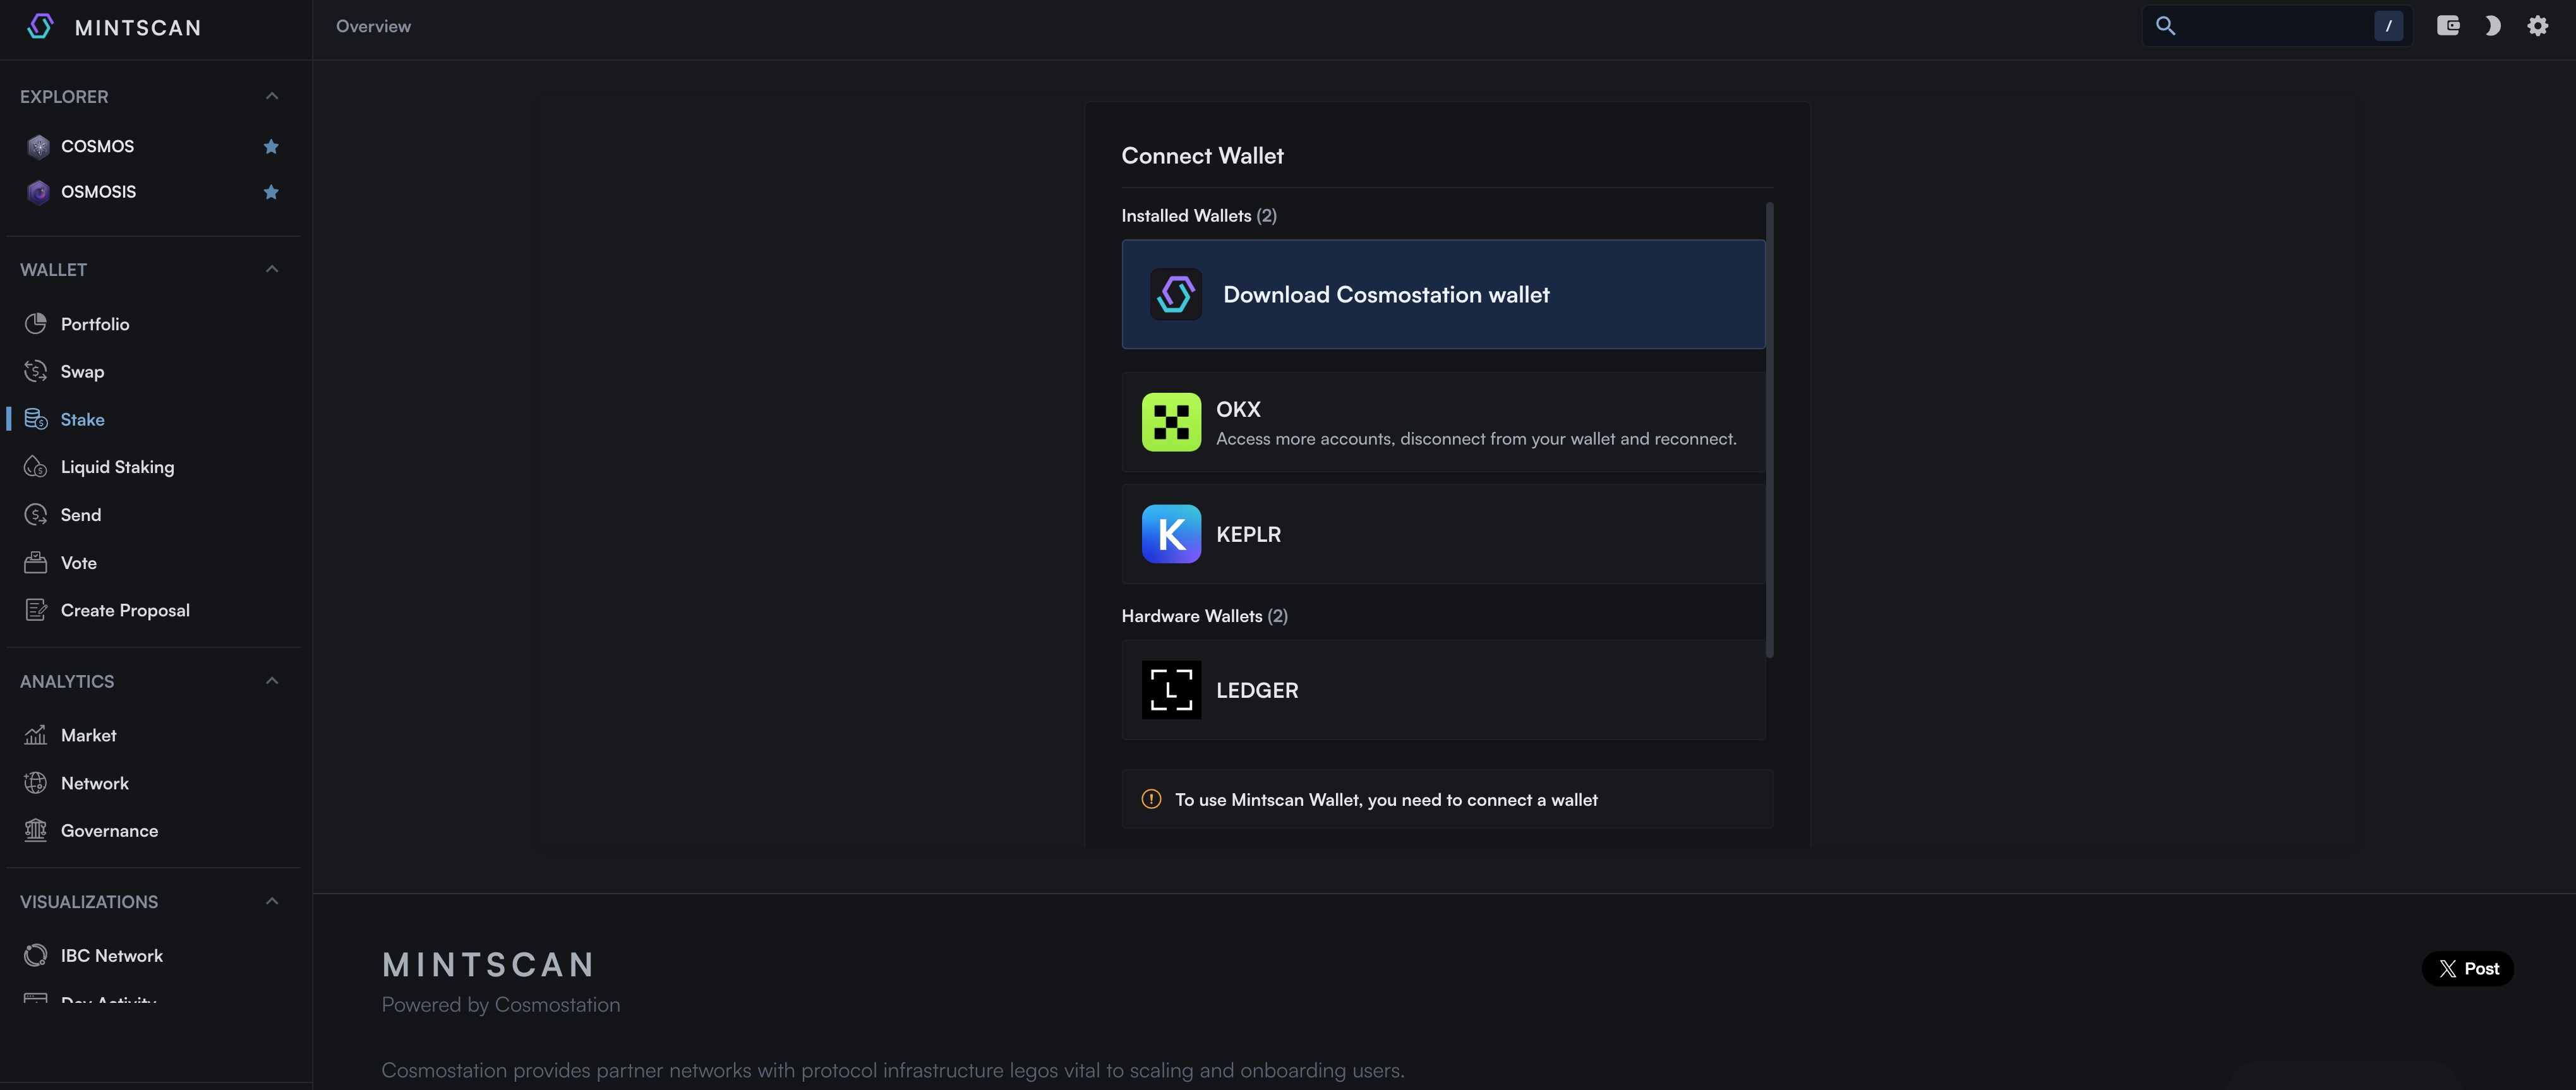 MINTSCAN
Overview
/
EXPLORER
COSMOS
OSMOSIS
WALLET
Portfolio
Swap
Stake
Liquid Staking
Send
Vote
Create Proposal
ANALYTICS
Market
Network
Governance
VISUALIZATIONS
IBC Network
Dev Activity
Connect Wallet
Installed Wallets (2)
Download Cosmostation wallet
OKX
Access more accounts, disconnect from your wallet and reconnect.
K
KEPLR
Hardware Wallets (2)
L
LEDGER
To use Mintscan Wallet, you need to connect a wallet
MINTSCAN
Powered by Cosmostation
X Post
Cosmostation provides partner networks with protocol infrastructure legos vital to scaling and onboarding users.